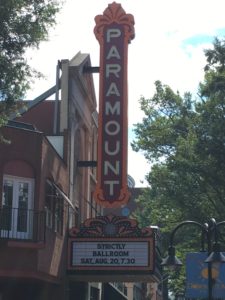 PARAMOUNT
STRICTLY
BALLROOM
SAT, AUG, 20, 7.30